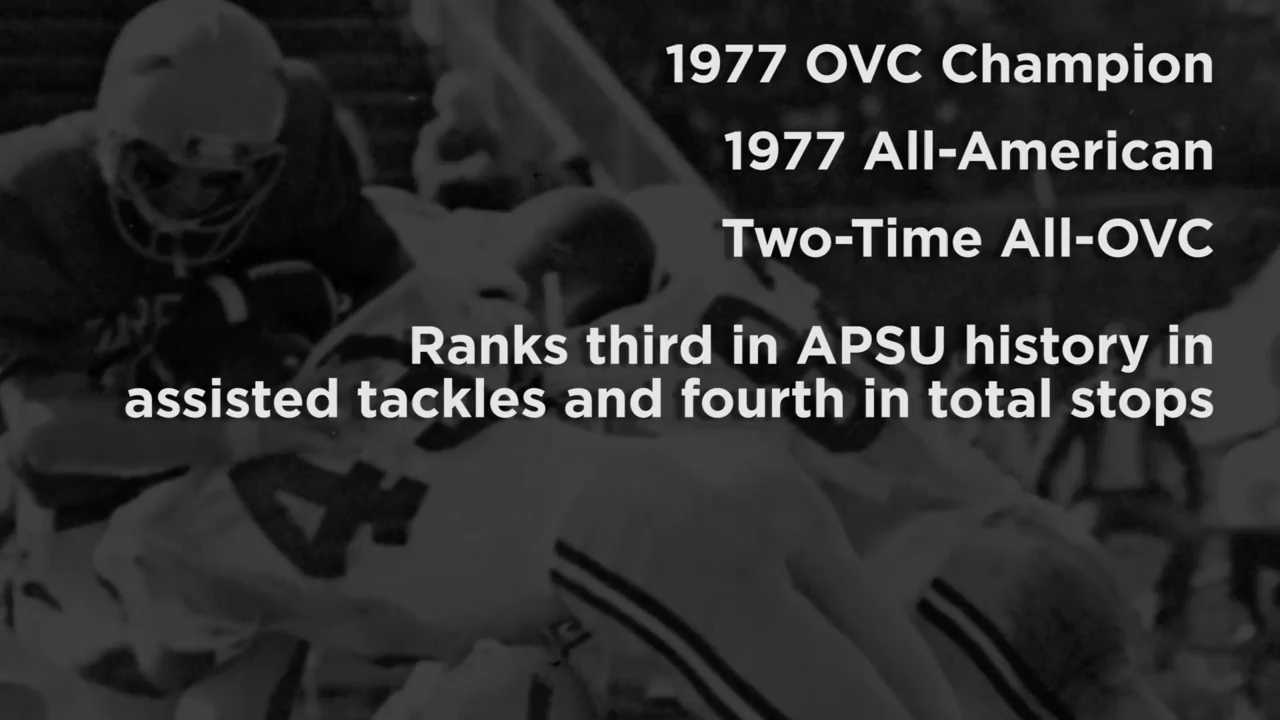 1977 OVC Champion
1977 All-American
Two-Time All-OVC
Ranks third in APSU history in
assisted tackles and fourth in total stops
4